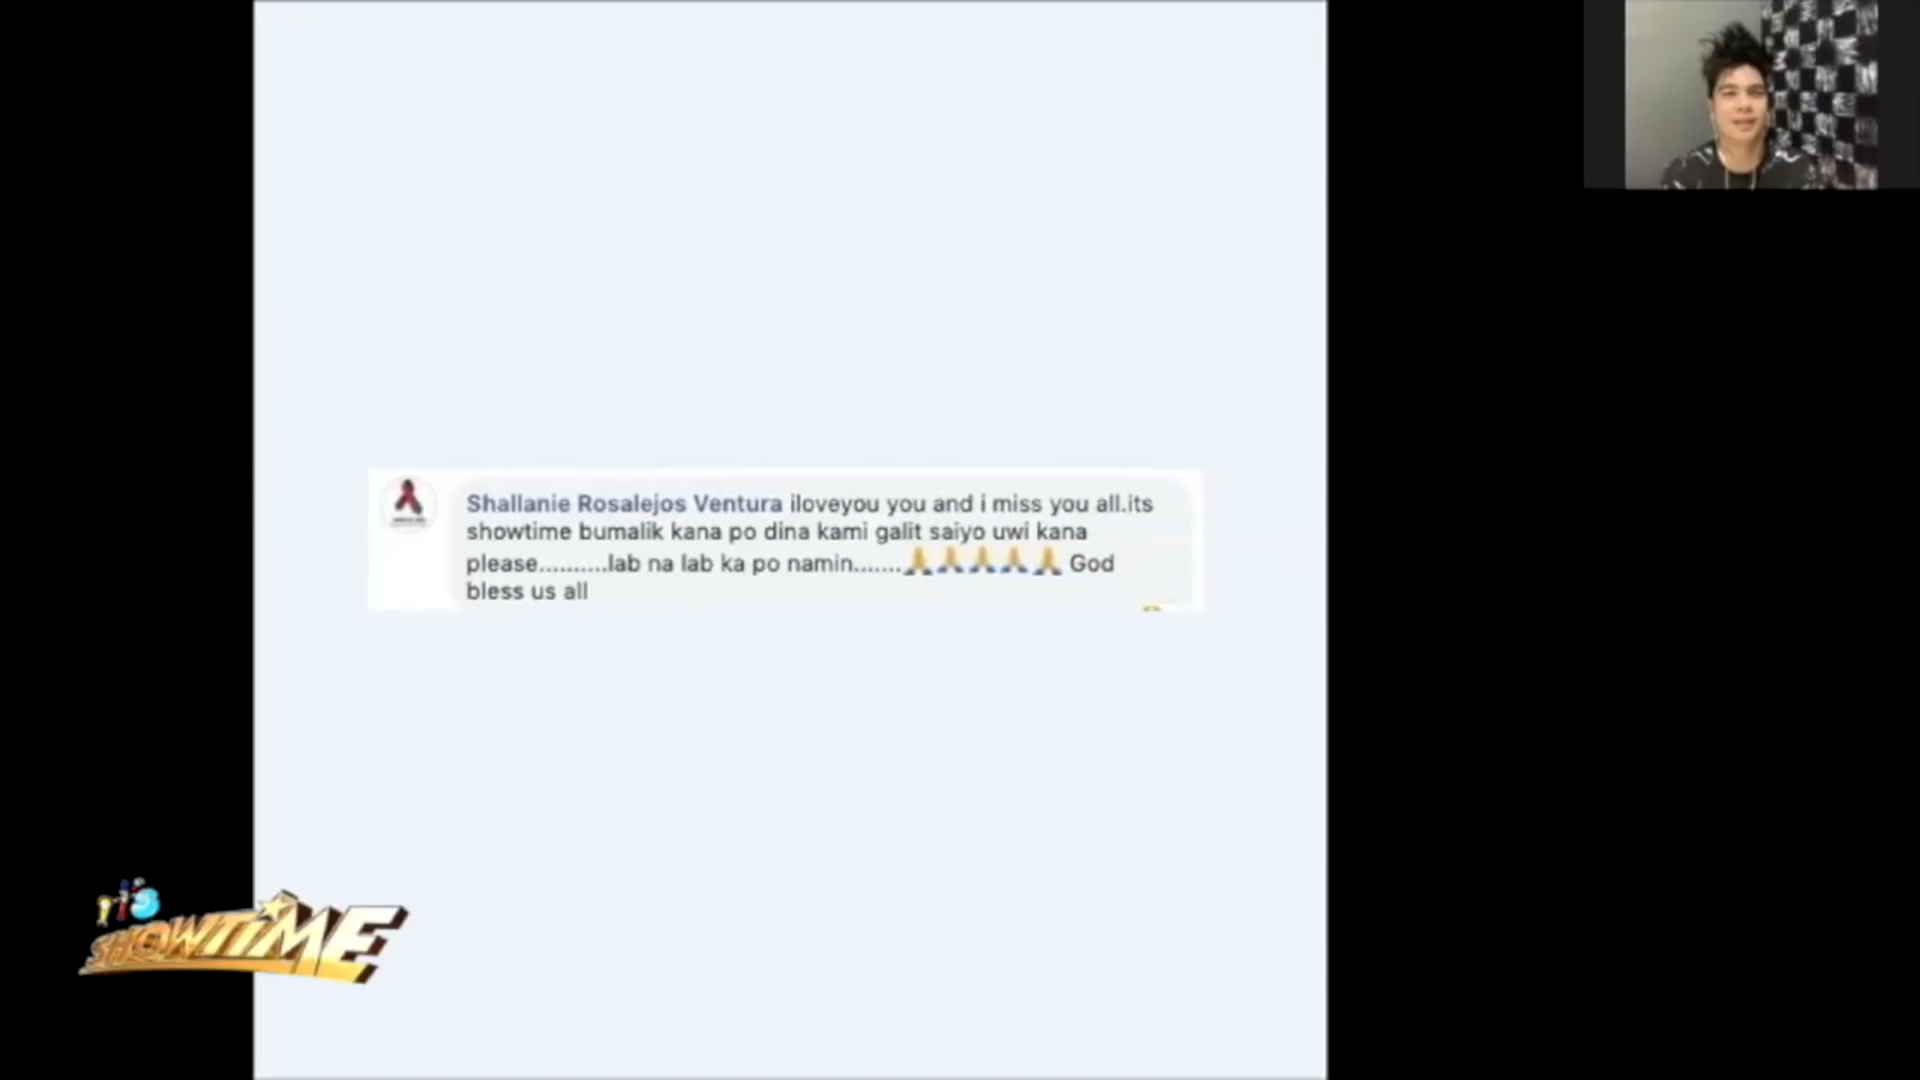 Shallanie Rosalejos Ventura iloveyou you and i miss you all.its
showtime bumalik kana po dina kami galit saiyo uwi kana
please..........lab na lab ka po namin.......🙏🙏🙏🙏🙏 God
bless us all
it's
SHOWTiME